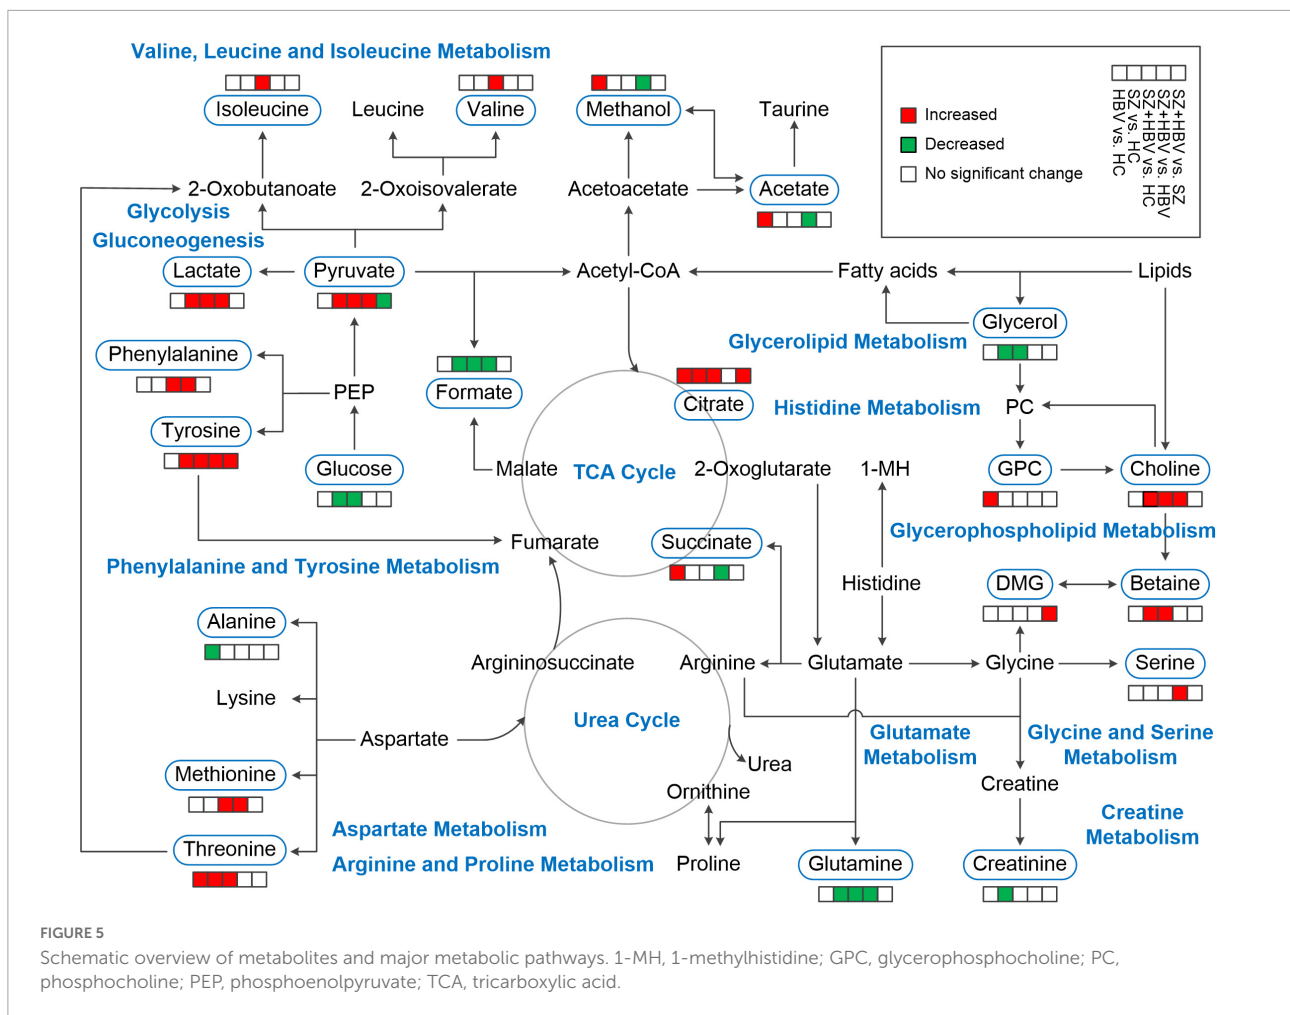 Valine, Leucine and Isoleucine Metabolism
Isoleucine
Leucine
Valine
Methanol
Taurine
Increased
Decreased
No significant change
HBV vs. HC
SZ vs. HC
SZ+HBV vs. HC
SZ+HBV vs. HBV
SZ+HBV vs. SZ
2-Oxobutanoate
2-Oxoisovalerate
Acetoacetate
Acetate
Glycolysis
Gluconeogenesis
Lactate
Pyruvate
Acetyl-CoA
Fatty acids
Lipids
Glycerol
Glycerolipid Metabolism
Phenylalanine
PEP
Formate
Citrate
Histidine Metabolism
PC
Tyrosine
Glucose
Malate
TCA Cycle
2-Oxoglutarate
1-MH
GPC
Choline
Glycerophospholipid Metabolism
Fumarate
Succinate
Phenylalanine and Tyrosine Metabolism
Histidine
DMG
Betaine
Alanine
Argininosuccinate
Arginine
Glutamate
Glycine
Serine
Lysine
Urea Cycle
Aspartate
Glutamate
Metabolism
Glycine and Serine
Metabolism
Urea
Methionine
Ornithine
Creatine
Creatine
Metabolism
Aspartate Metabolism
Threonine
Arginine and Proline Metabolism
Proline
Glutamine
Creatinine
FIGURE 5
Schematic overview of metabolites and major metabolic pathways. 1-MH, 1-methylhistidine; GPC, glycerophosphocholine; PC,
phosphocholine; PEP, phosphoenolpyruvate; TCA, tricarboxylic acid.